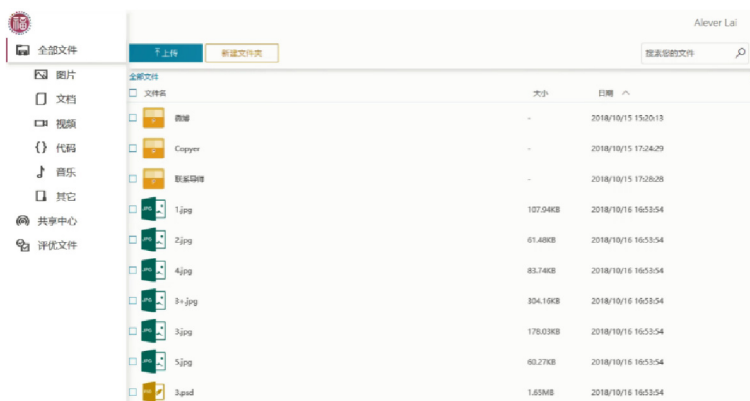 福
Alever Lai
全部文件
图片
文档
视频
代码
音乐
其它
共享中心
评优文件
上传
新建文件夹
搜索您的文件
全部文件
文件名 大小 日期
微博 - 2018/10/15 15:20:13
Copyer - 2018/10/15 17:24:29
联系导师 - 2018/10/15 17:28:28
JPG 1.jpg 107.94KB 2018/10/16 16:53:54
JPG 2.jpg 61.48KB 2018/10/16 16:53:54
JPG 4.jpg 83.74KB 2018/10/16 16:53:54
JPG 3+.jpg 304.16KB 2018/10/16 16:53:54
JPG 3.jpg 178.03KB 2018/10/16 16:53:54
JPG 5.jpg 60.27KB 2018/10/16 16:53:54
3.psd 1.65MB 2018/10/16 16:53:54